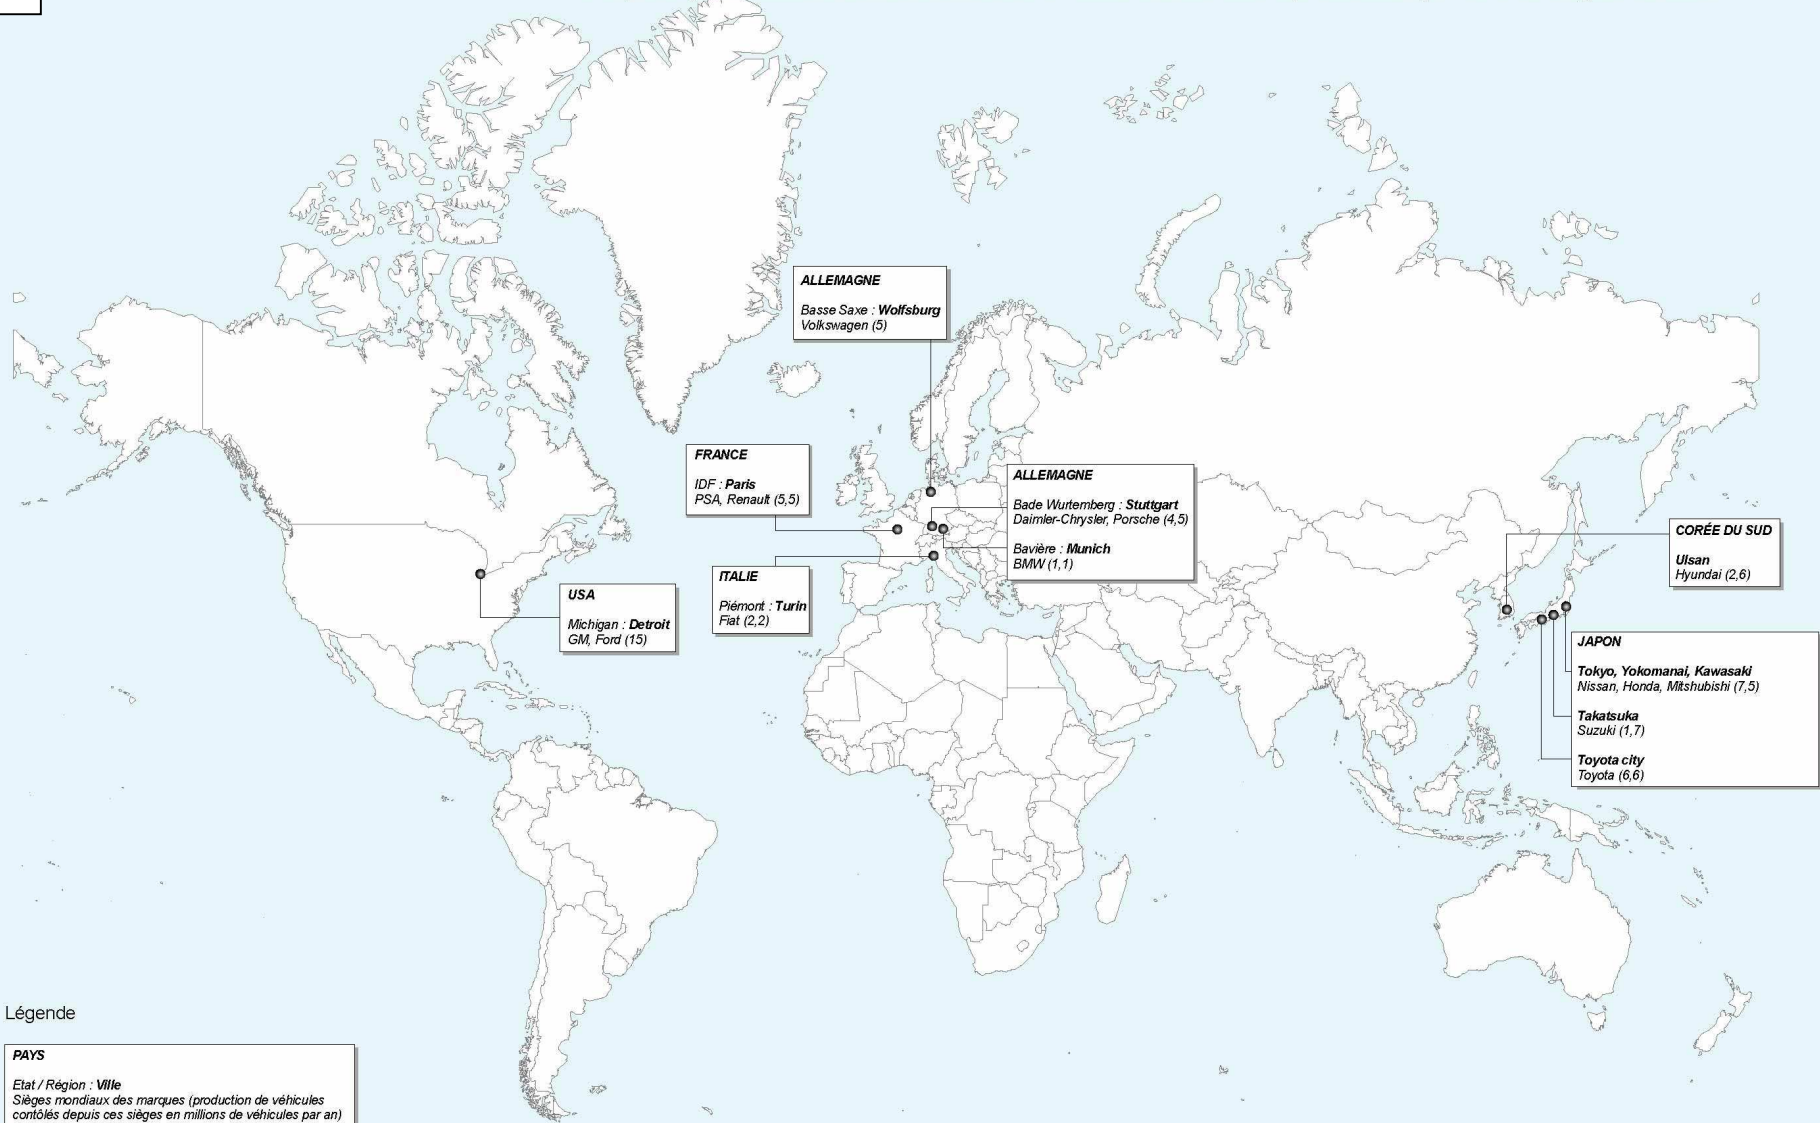 ALLEMAGNE
Basse Saxe : Wolfsburg
Volkswagen (5)
FRANCE
IDF : Paris
PSA, Renault (5,5)
ALLEMAGNE
Bade Wurtemberg : Stuttgart
Daimler-Chrysler, Porsche (4,5)
Bavière : Munich
BMW (1,1)
CORÉE DU SUD
Ulsan
Hyundai (2,6)
ITALIE
Piémont : Turin
Fiat (2,2)
USA
Michigan : Detroit
GM, Ford (15)
JAPON
Tokyo, Yokomanai, Kawasaki
Nissan, Honda, Mitshubishi (7,5)
Takatsuka
Suzuki (1,7)
Toyota city
Toyota (6,6)
Légende
PAYS
Etat / Région : Ville
Sièges mondiaux des marques (production de véhicules
contôlés depuis ces sièges en millions de véhicules par an)